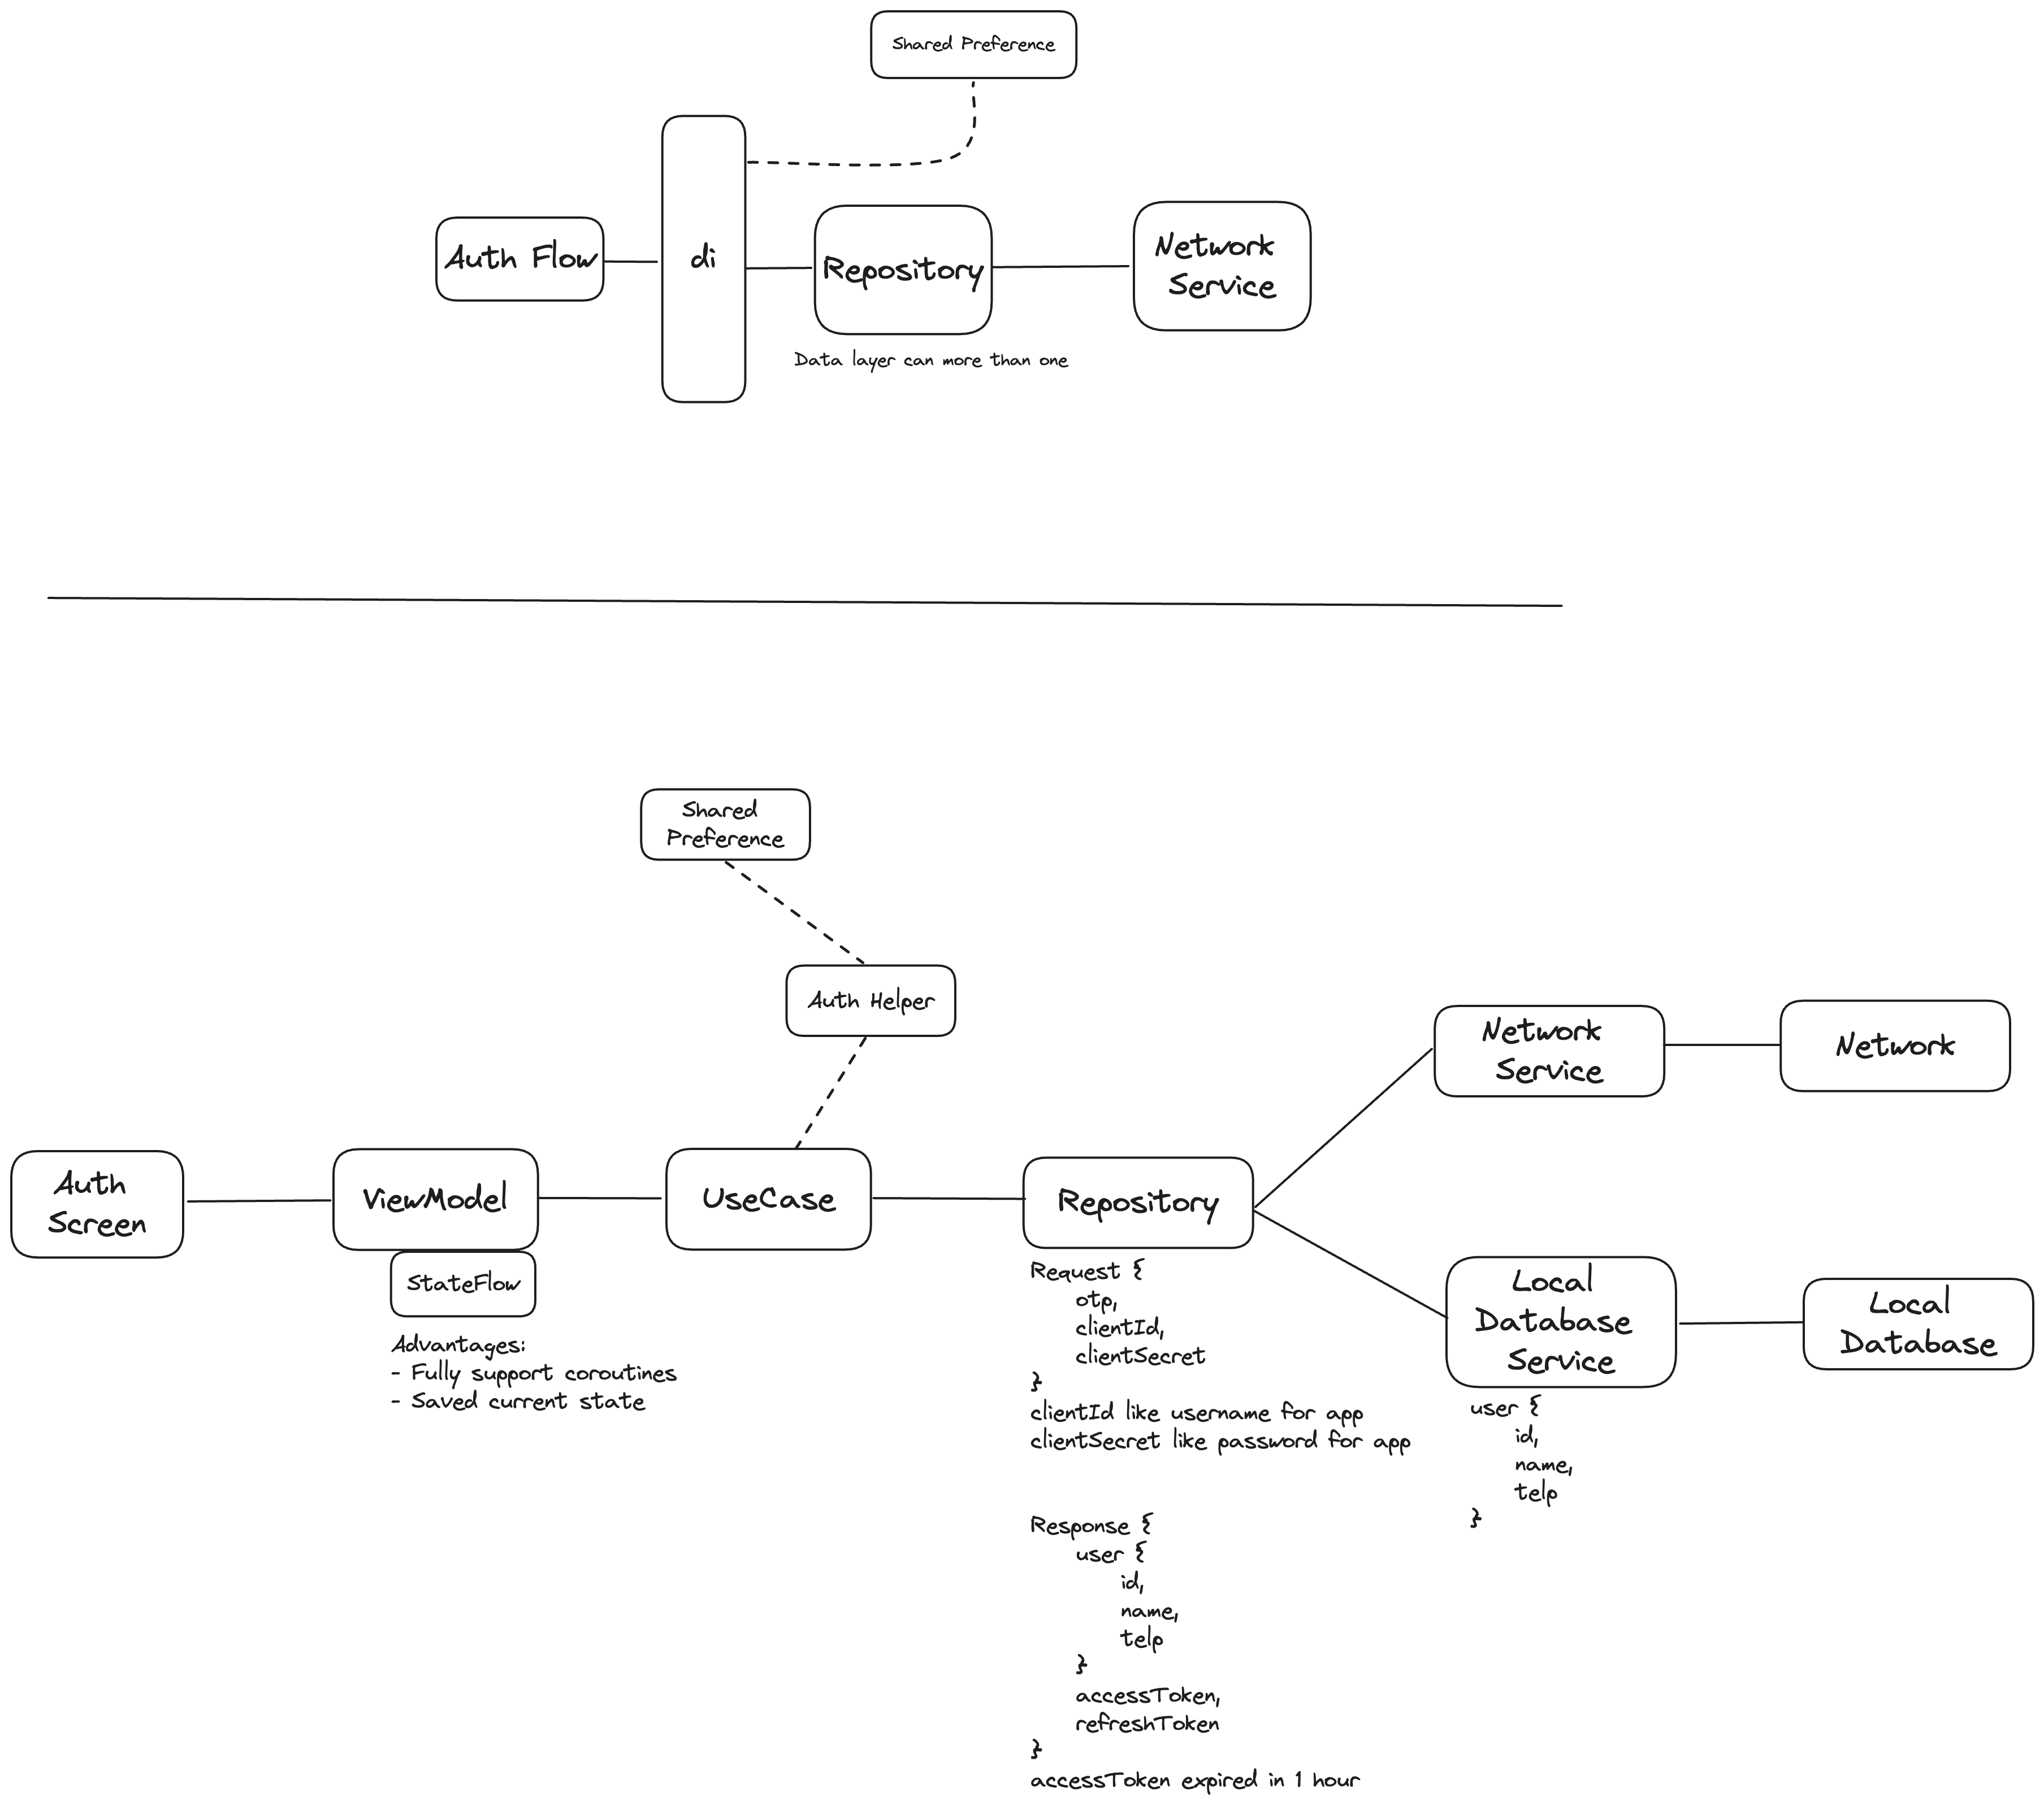 Shared Preference
Auth Flow
di
Repository
Network
Service
Data layer can more than one
Shared
Preference
Auth Helper
Auth
Screen
ViewModel
StateFlow
Advantages:
- Fully support coroutines
- Saved current state
UseCase
Repository
Request {
otp,
clientId,
clientSecret
}
clientId like username for app
clientSecret like password for app
Response {
user {
id,
name,
telp
}
accessToken,
refreshToken
}
accessToken expired in 1 hour
Network
Service
Network
Local
Database
Service
user {
id,
name,
telp
}
Local
Database